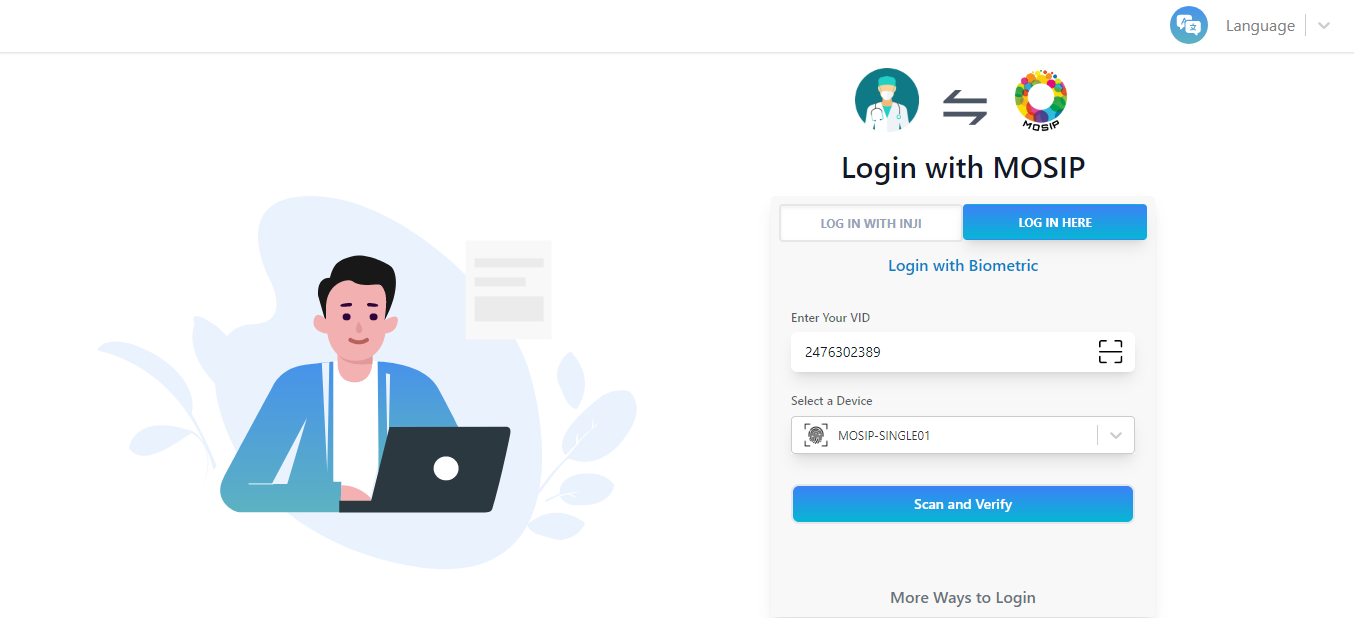 Language
MOSIP
Login with MOSIP
LOG IN WITH INJI
LOG IN HERE
Login with Biometric
Enter Your VID
2476302389
Select a Device
MOSIP-SINGLE01
Scan and Verify
More Ways to Login